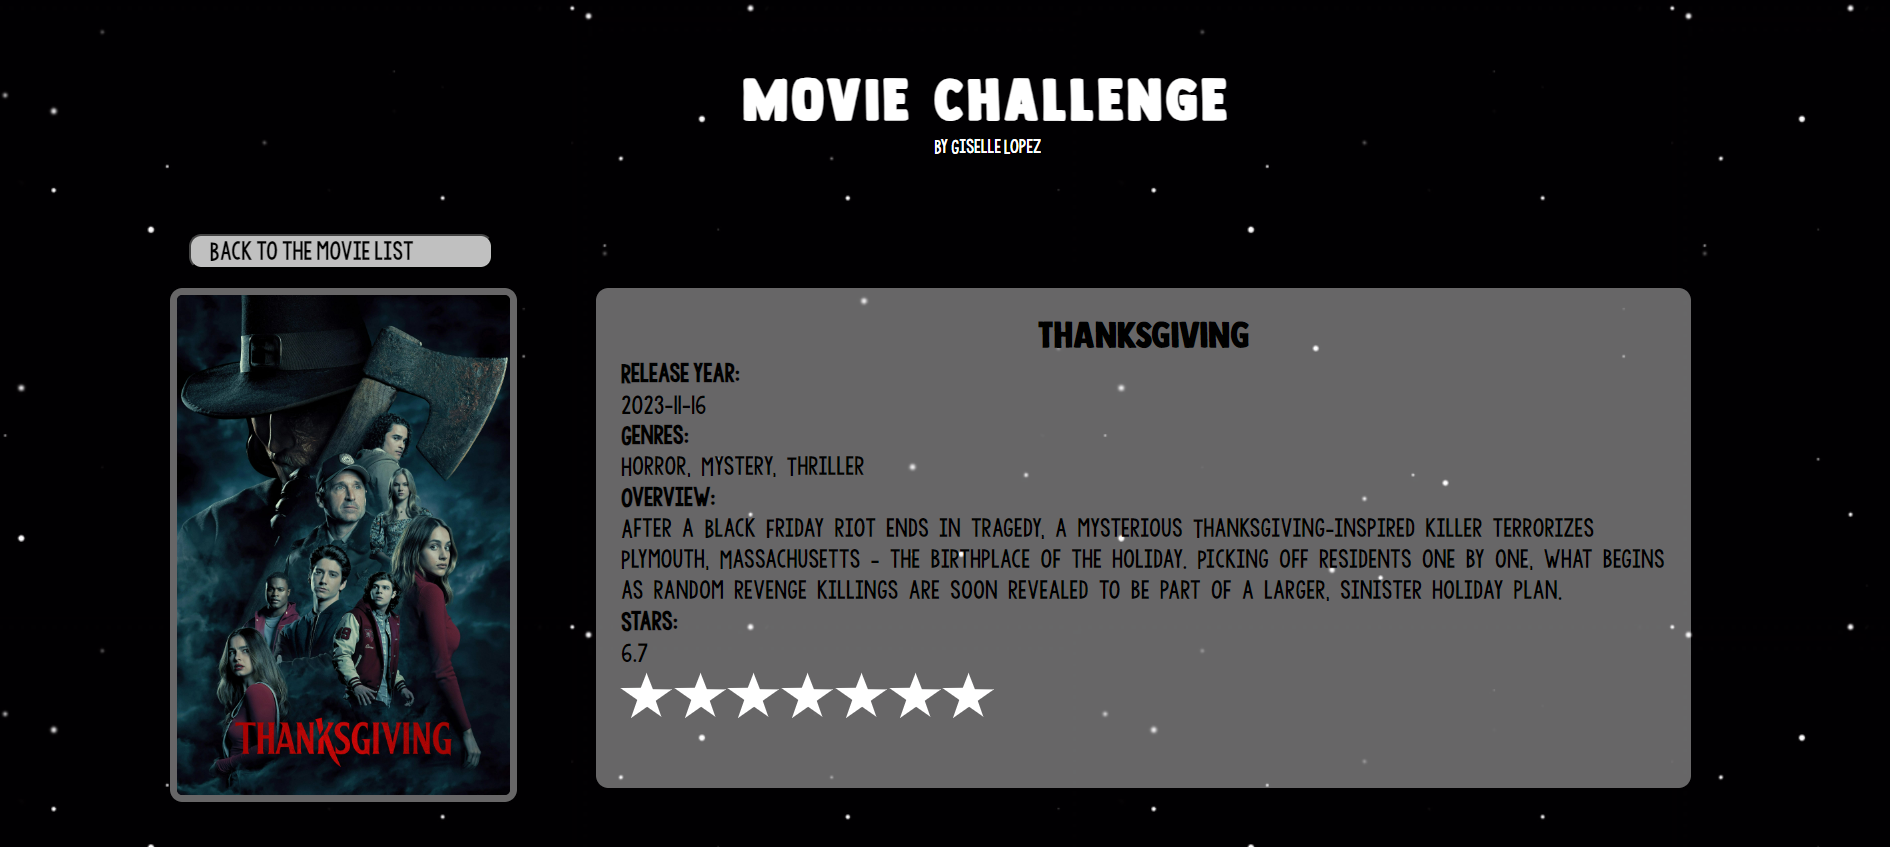 MOVIE CHALLENGE
BY GISELLE LOPEZ
BACK TO THE MOVIE LIST
THANKSGIVING
THANKSGIVING
RELEASE YEAR:
2023-11-16
GENRES:
HORROR, MYSTERY, THRILLER
OVERVIEW:
AFTER A BLACK FRIDAY RIOT ENDS IN TRAGEDY, A MYSTERIOUS THANKSGIVING-INSPIRED KILLER TERRORIZES
PLYMOUTH, MASSACHUSETTS - THE BIRTHPLACE OF THE HOLIDAY. PICKING OFF RESIDENTS ONE BY ONE, WHAT BEGINS
AS RANDOM REVENGE KILLINGS ARE SOON REVEALED TO BE PART OF A LARGER, SINISTER HOLIDAY PLAN.
STARS:
6.7